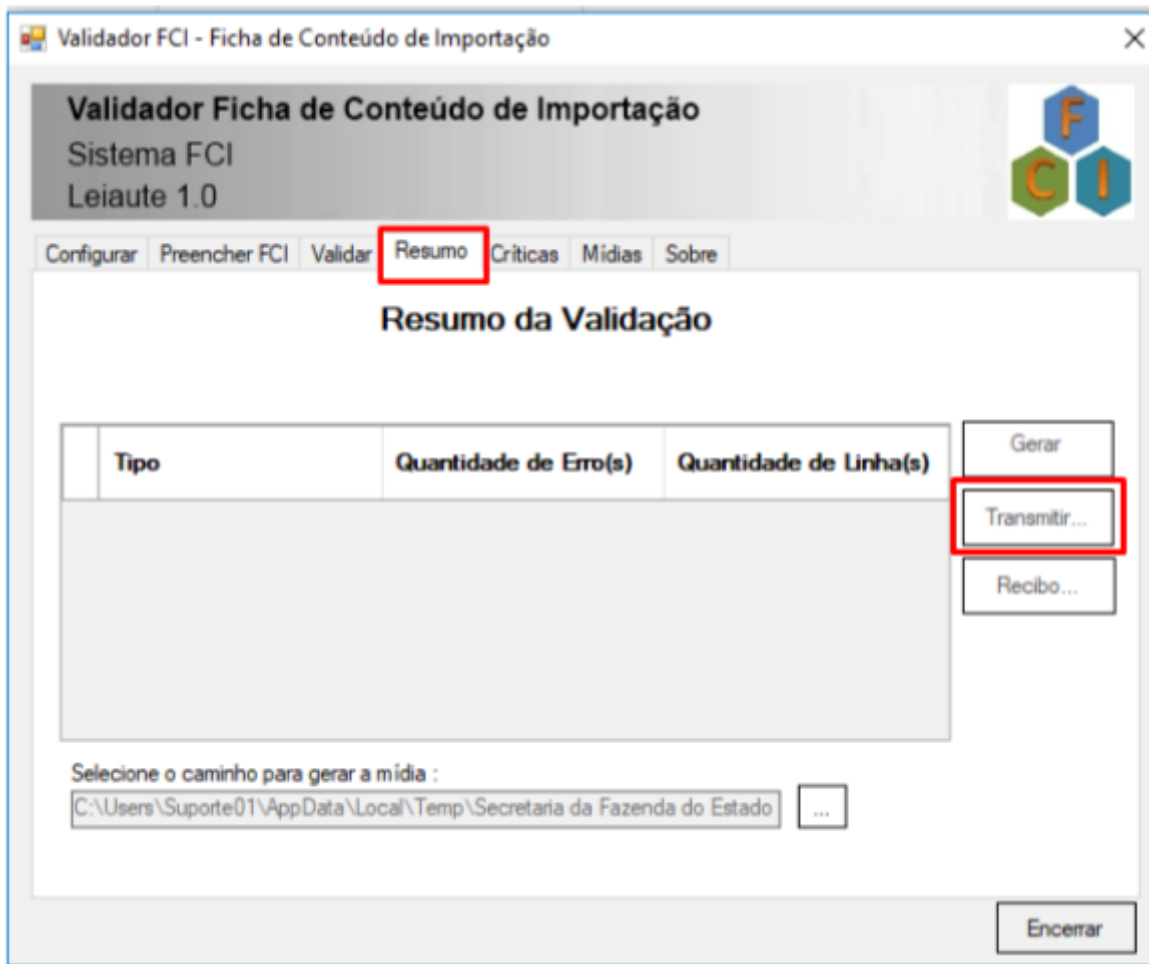 Validador FCI - Ficha de Conteúdo de Importação
Validador Ficha de Conteúdo de Importação
Sistema FCI
Leiaute 1.0
F
C I
Configurar Preencher FCI Validar Resumo Críticas Mídias Sobre
Resumo da Validação
Tipo Quantidade de Erro(s) Quantidade de Linha(s)
Gerar
Transmitir...
Recibo...
Selecione o caminho para gerar a mídia :
C:\Users\Suporte01\AppData\Local\Temp\Secretaria da Fazenda do Estado ...
Encerrar